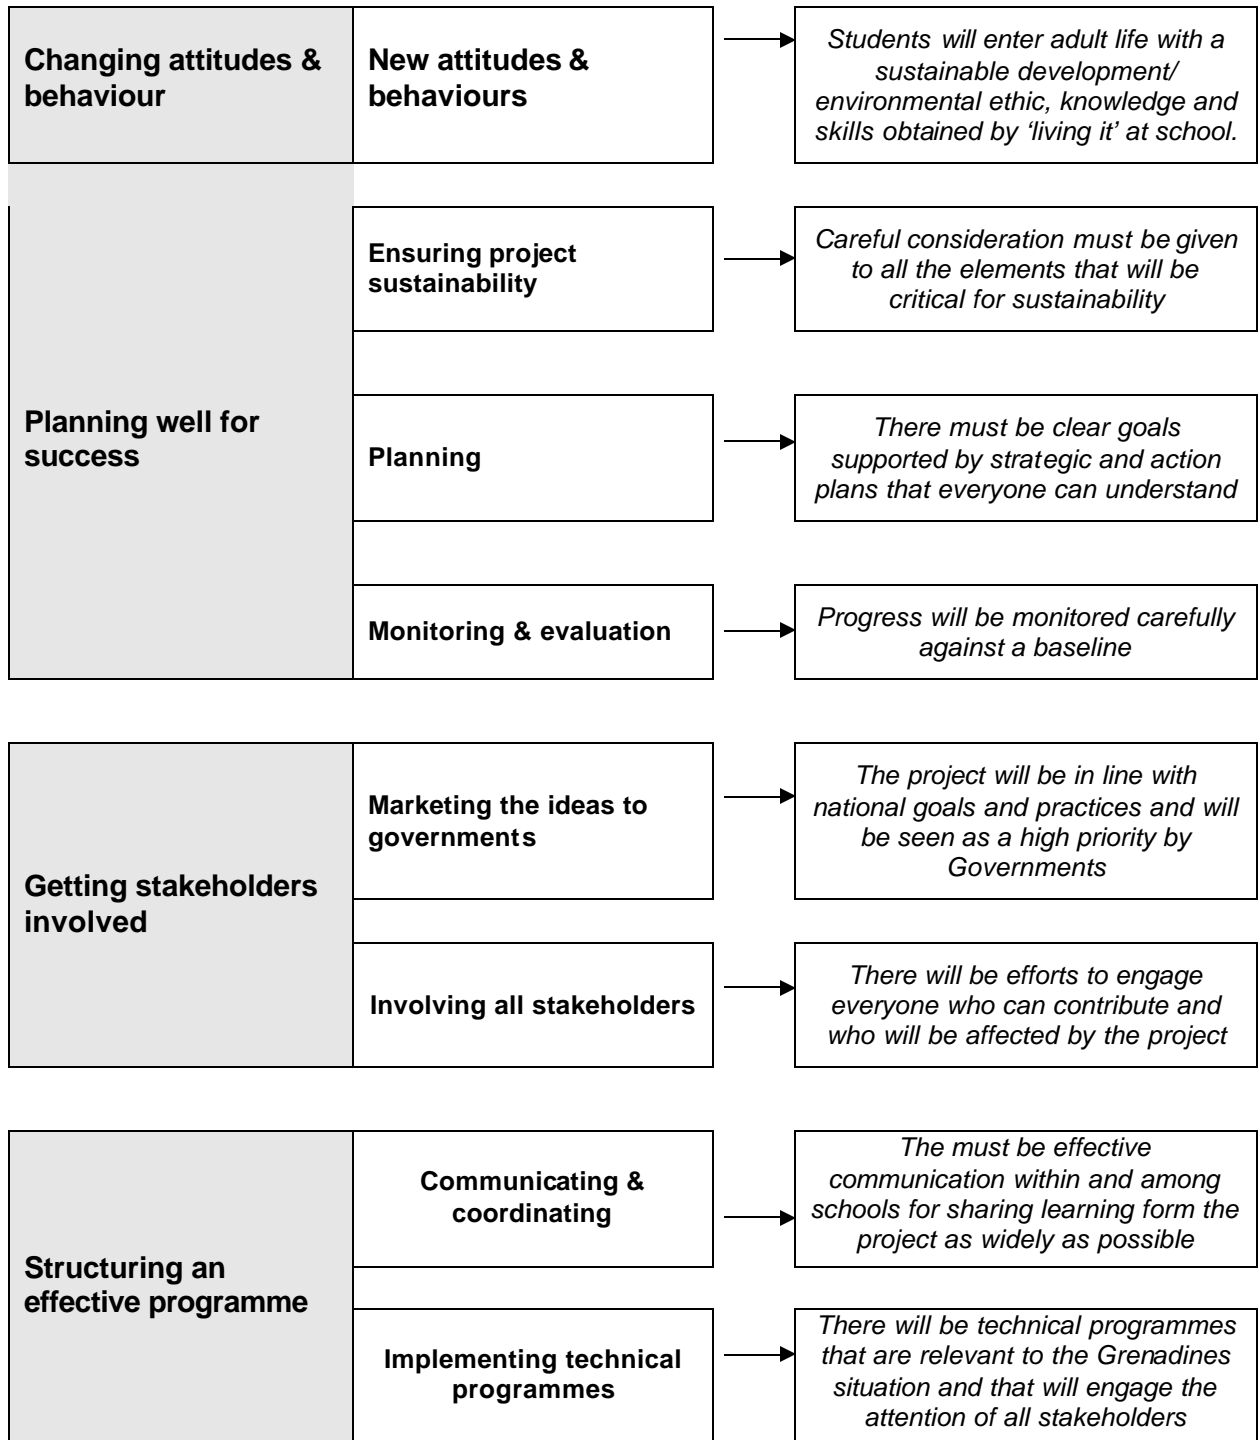 Changing attitudes &
behaviour
New attitudes &
behaviours
Students will enter adult life with a
sustainable development/
environmental ethic, knowledge and
skills obtained by ‘living it’ at school.
Planning well for
success
Ensuring project
sustainability
Careful consideration must be given
to all the elements that will be
critical for sustainability
Planning
There must be clear goals
supported by strategic and action
plans that everyone can understand
Monitoring & evaluation
Progress will be monitored carefully
against a baseline
Getting stakeholders
involved
Marketing the ideas to
governments
The project will be in line with
national goals and practices and will
be seen as a high priority by
Governments
Involving all stakeholders
There will be efforts to engage
everyone who can contribute and
who will be affected by the project
Structuring an
effective programme
Communicating &
coordinating
The must be effective
communication within and among
schools for sharing learning form the
project as widely as possible
Implementing technical
programmes
There will be technical programmes
that are relevant to the Grenadines
situation and that will engage the
attention of all stakeholders